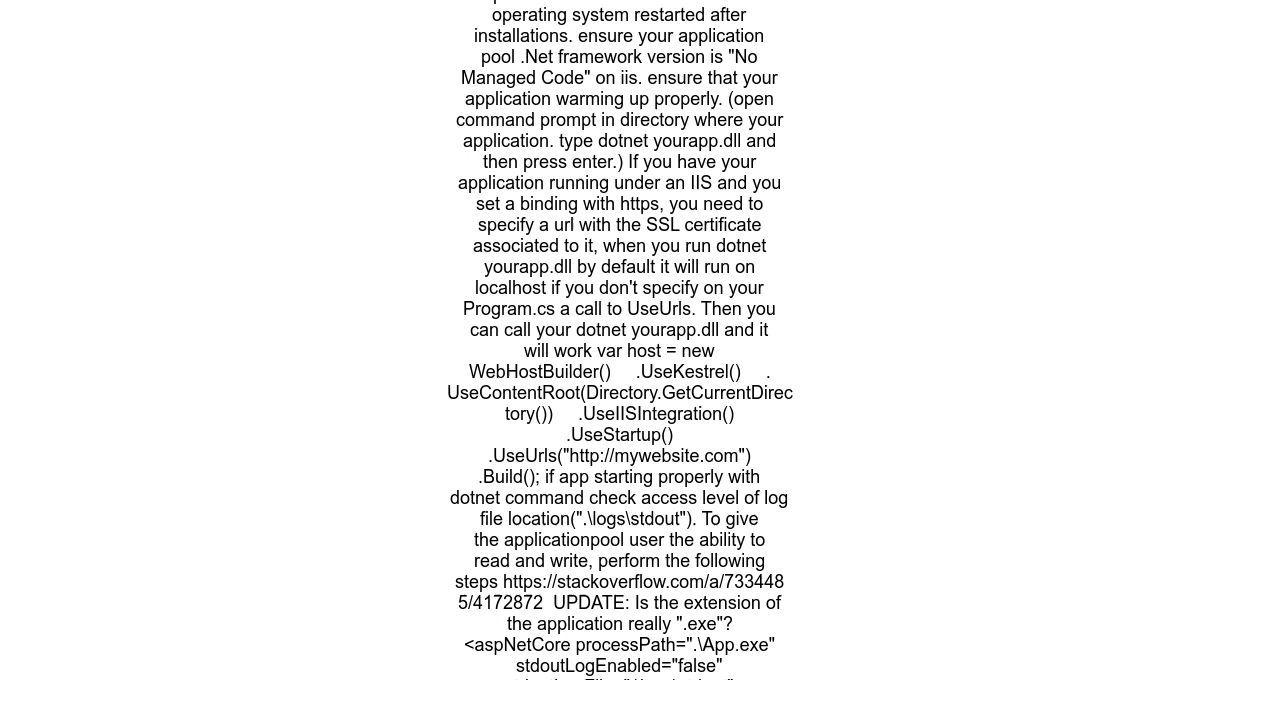 operating system restarted after
installations. ensure your application
pool .Net framework version is "No
Managed Code" on iis. ensure that your
application warming up properly. (open
command prompt in directory where your
application. type dotnet yourapp.dll and
then press enter.) If you have your
application running under an IIS and you
set a binding with https, you need to
specify a url with the SSL certificate
associated to it, when you run dotnet
yourapp.dll by default it will run on
localhost if you don't specify on your
Program.cs a call to UseUrls. Then you
can call your dotnet yourapp.dll and it
will work var host = new
WebHostBuilder()     .UseKestrel()     .
UseContentRoot(Directory.GetCurrentDirec
tory())     .UseIISIntegration()
.UseStartup()
.UseUrls("http://mywebsite.com")
.Build(); if app starting properly with
dotnet command check access level of log
file location(".\logs\stdout"). To give
the applicationpool user the ability to
read and write, perform the following
steps https://stackoverflow.com/a/733448
5/4172872  UPDATE: Is the extension of
the application really ".exe"?
<aspNetCore processPath=".\App.exe"
stdoutLogEnabled="false"